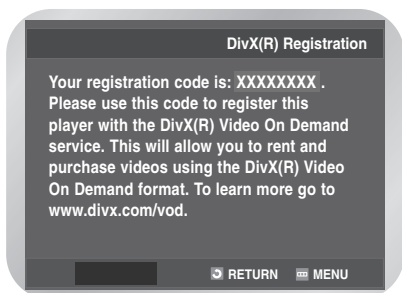 DivX(R) Registration
Your registration code is: XXXXXXXX .
Please use this code to register this
player with the DivX(R) Video On Demand
service. This will allow you to rent and
purchase videos using the DivX(R) Video
On Demand format. To learn more go to
www.divx.com/vod.
RETURN MENU